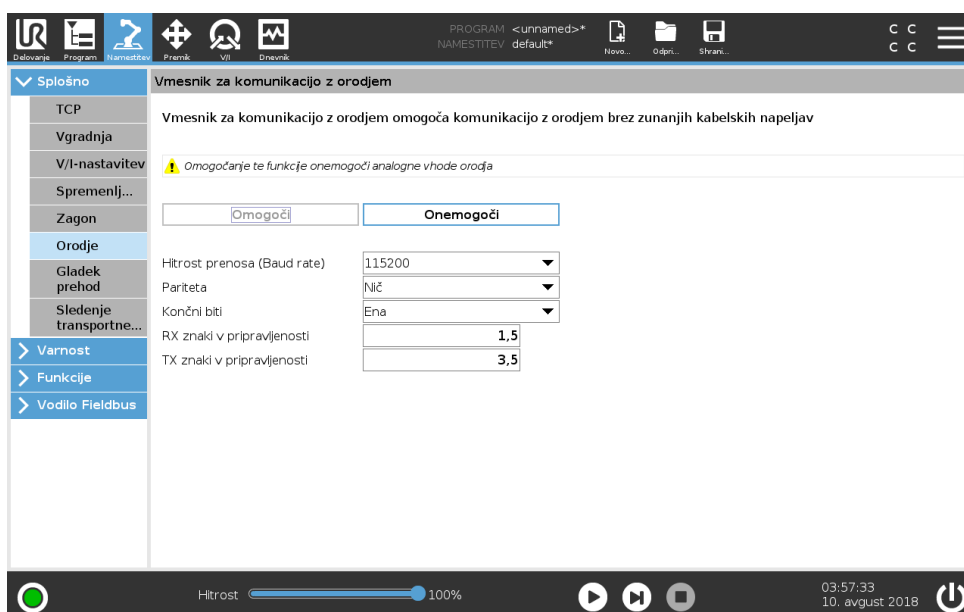 UR
Delovanje
Program
Namestitev
Premik
V/I
Dnevnik
PROGRAM <unnamed>*
NAMESTITEV default*
Novo...
Odpri...
Shrani...
C C
C C
Splošno
TCP
Vgradnja
V/I-nastavitev
Spremenlj...
Zagon
Orodje
Gladek
prehod
Sledenje
transportne...
Varnost
Funkcije
Vodilo Fieldbus
Vmesnik za komunikacijo z orodjem
Vmesnik za komunikacijo z orodjem omogoča komunikacijo z orodjem brez zunanjih kabelskih napeljav
Omogočanje te funkcije onemogoči analogne vhode orodja
Omogoči
Onemogoči
Hitrost prenosa (Baud rate) 115200
Pariteta Nič
Končni biti Ena
RX znaki v pripravljenosti 1,5
TX znaki v pripravljenosti 3,5
Hitrost 100%
03:57:33
10. avgust 2018